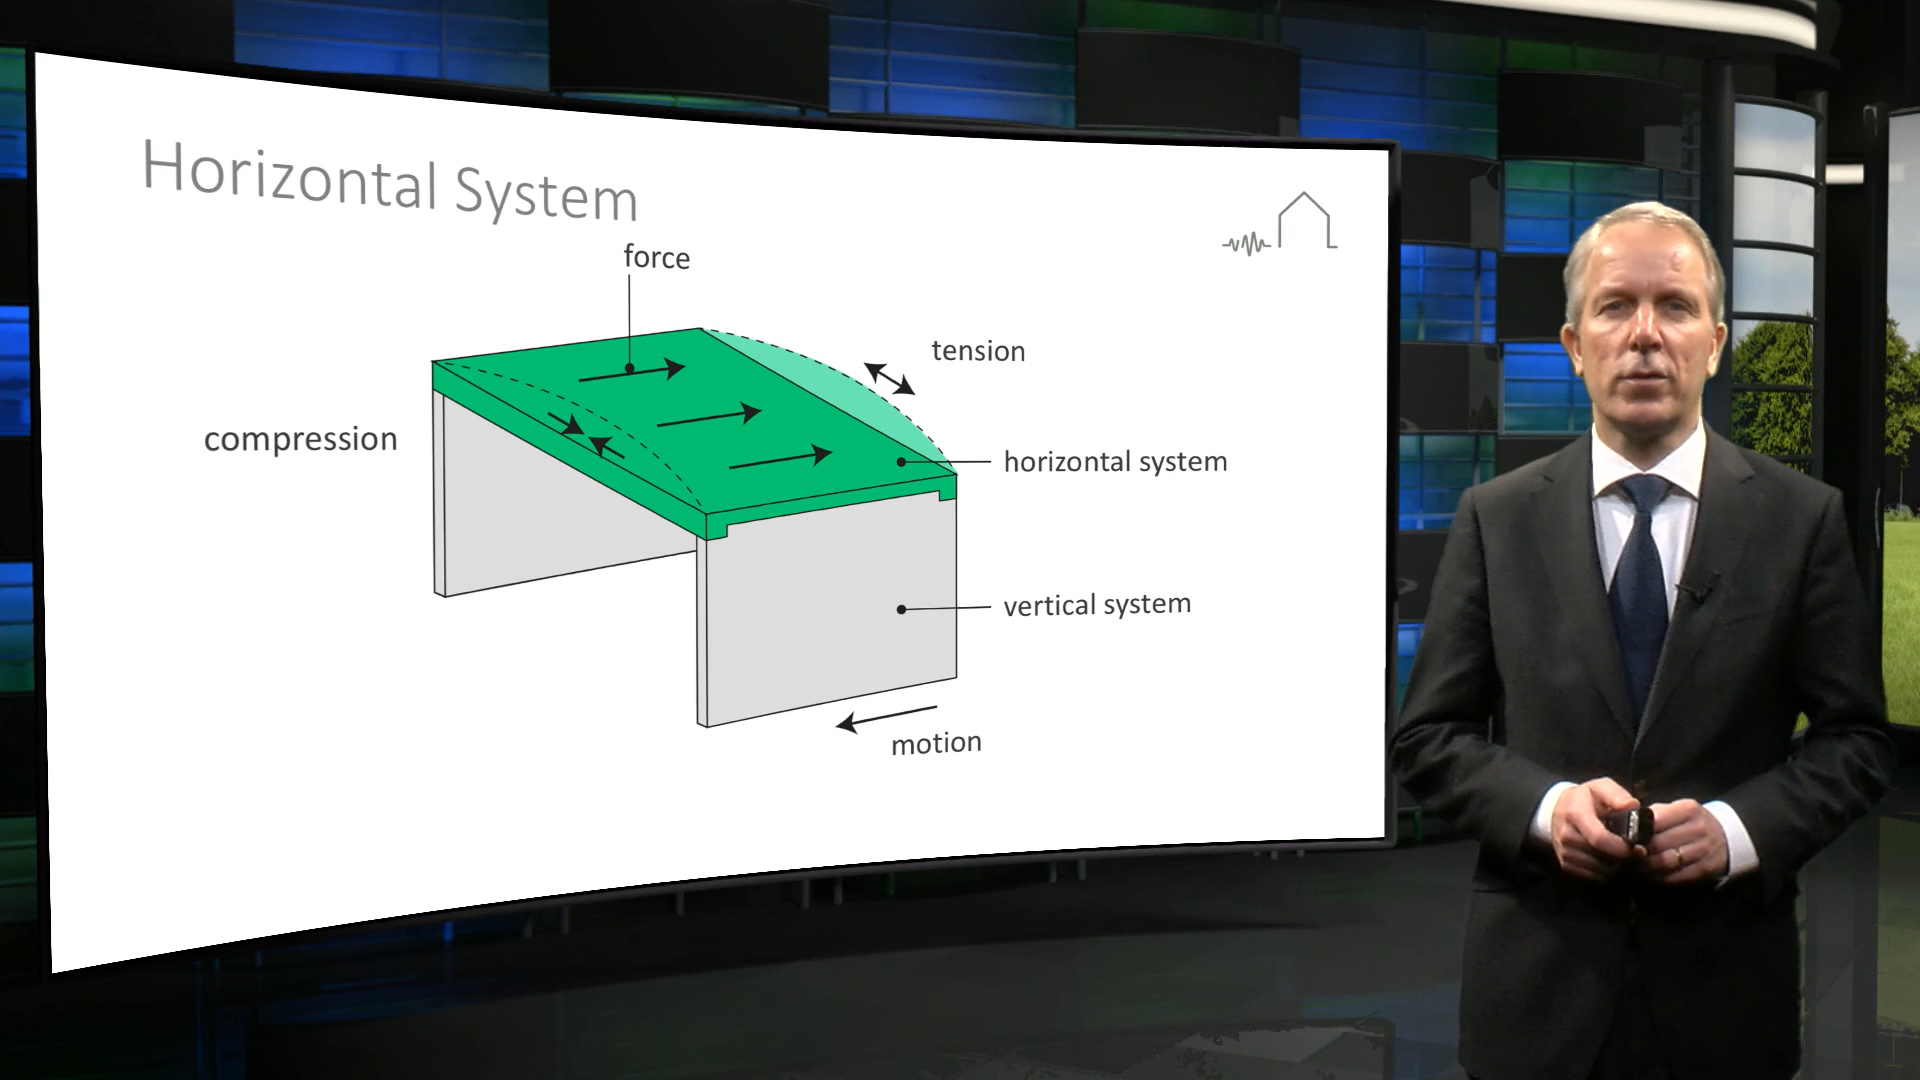 Horizontal System
force
tension
compression
horizontal system
vertical system
motion